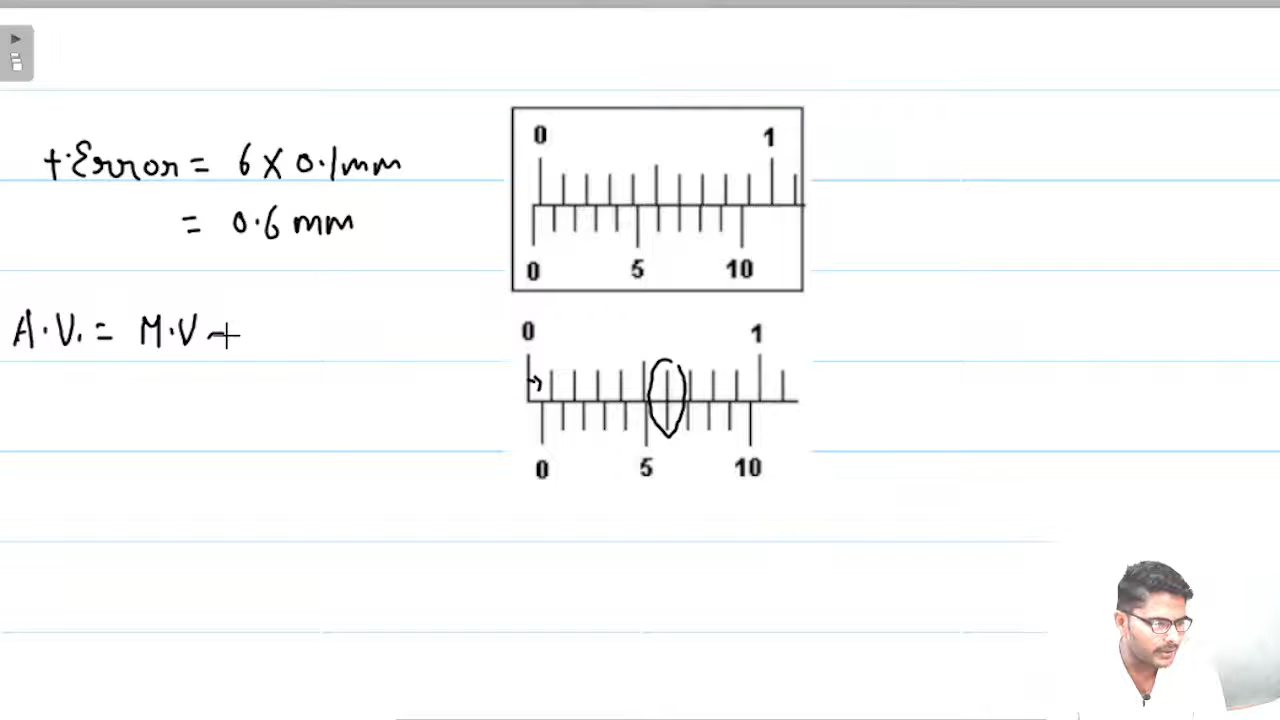 +.Error = 6 X 0.1mm
= 0.6 mm
A.V. = M.V +
0 1
0 5 10
0 1
0 5 10